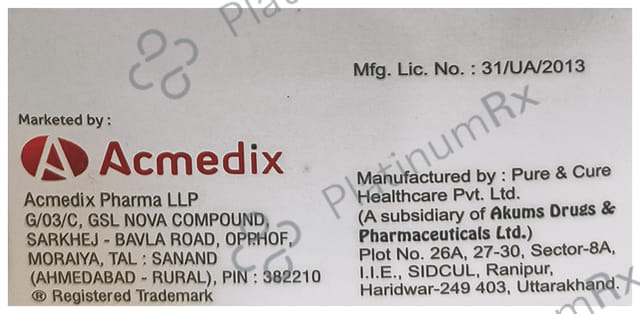 Mfg. Lic. No. : 31/UA/2013
Marketed by :
Acmedix
Acmedix Pharma LLP
G/03/C, GSL NOVA COMPOUND,
SARKHEJ - BAVLA ROAD, OPPHOF,
MORAIYA, TAL : SANAND
(AHMEDABAD - RURAL), PIN : 382210
® Registered Trademark
Manufactured by : Pure & Cure
Healthcare Pvt. Ltd.
(A subsidiary of Akums Drugs &
Pharmaceuticals Ltd.)
Plot No. 26A, 27-30, Sector-8A,
I.I.E., SIDCUL, Ranipur,
Haridwar-249 403, Uttarakhand.
PlatinumRx